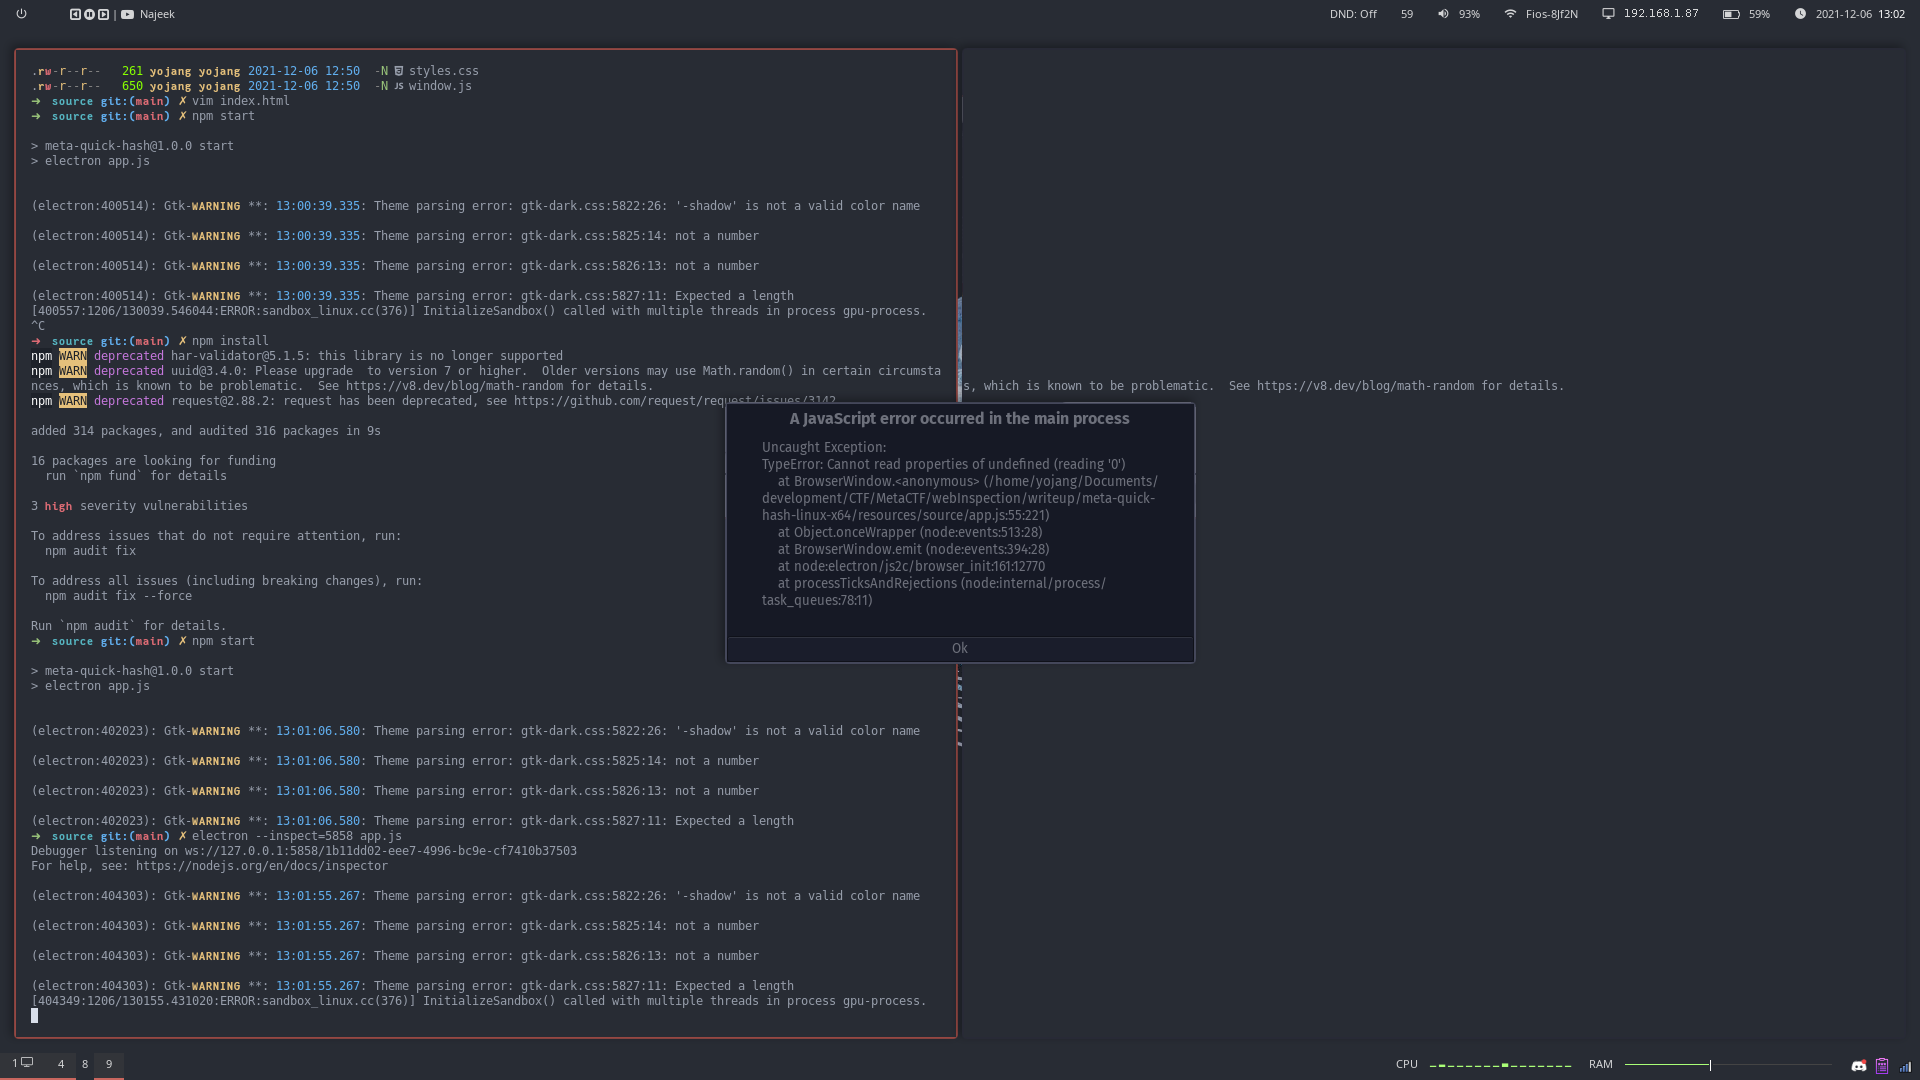 Najeek
DND: Off 59 93% Fios-8Jf2N 192.168.1.87 59% 2021-12-06 13:02
.rw-r--r-- 261 yojang yojang 2021-12-06 12:50 -N styles.css
.rw-r--r-- 650 yojang yojang 2021-12-06 12:50 -N JS window.js
➜ source git:(main) ✗ vim index.html
➜ source git:(main) ✗ npm start
> meta-quick-hash@1.0.0 start
> electron app.js
(electron:400514): Gtk-WARNING **: 13:00:39.335: Theme parsing error: gtk-dark.css:5822:26: '-shadow' is not a valid color name
(electron:400514): Gtk-WARNING **: 13:00:39.335: Theme parsing error: gtk-dark.css:5825:14: not a number
(electron:400514): Gtk-WARNING **: 13:00:39.335: Theme parsing error: gtk-dark.css:5826:13: not a number
(electron:400514): Gtk-WARNING **: 13:00:39.335: Theme parsing error: gtk-dark.css:5827:11: Expected a length
[400557:1206/130039.546044:ERROR:sandbox_linux.cc(376)] InitializeSandbox() called with multiple threads in process gpu-process.
^C
➜ source git:(main) ✗ npm install
npm WARN deprecated har-validator@5.1.5: this library is no longer supported
npm WARN deprecated uuid@3.4.0: Please upgrade  to version 7 or higher.  Older versions may use Math.random() in certain circumsta
nces, which is known to be problematic.  See https://v8.dev/blog/math-random for details.
s, which is known to be problematic.  See https://v8.dev/blog/math-random for details.
npm WARN deprecated request@2.88.2: request has been deprecated, see https://github.com/request/request/issues/3142
added 314 packages, and audited 316 packages in 9s
16 packages are looking for funding
run `npm fund` for details
3 high severity vulnerabilities
To address issues that do not require attention, run:
npm audit fix
To address all issues (including breaking changes), run:
npm audit fix --force
Run `npm audit` for details.
➜ source git:(main) ✗ npm start
> meta-quick-hash@1.0.0 start
> electron app.js
(electron:402023): Gtk-WARNING **: 13:01:06.580: Theme parsing error: gtk-dark.css:5822:26: '-shadow' is not a valid color name
(electron:402023): Gtk-WARNING **: 13:01:06.580: Theme parsing error: gtk-dark.css:5825:14: not a number
(electron:402023): Gtk-WARNING **: 13:01:06.580: Theme parsing error: gtk-dark.css:5826:13: not a number
(electron:402023): Gtk-WARNING **: 13:01:06.580: Theme parsing error: gtk-dark.css:5827:11: Expected a length
➜ source git:(main) ✗ electron --inspect=5858 app.js
Debugger listening on ws://127.0.0.1:5858/1b11dd02-eee7-4996-bc9e-cf7410b37503
For help, see: https://nodejs.org/en/docs/inspector
(electron:404303): Gtk-WARNING **: 13:01:55.267: Theme parsing error: gtk-dark.css:5822:26: '-shadow' is not a valid color name
(electron:404303): Gtk-WARNING **: 13:01:55.267: Theme parsing error: gtk-dark.css:5825:14: not a number
(electron:404303): Gtk-WARNING **: 13:01:55.267: Theme parsing error: gtk-dark.css:5826:13: not a number
(electron:404303): Gtk-WARNING **: 13:01:55.267: Theme parsing error: gtk-dark.css:5827:11: Expected a length
[404349:1206/130155.431020:ERROR:sandbox_linux.cc(376)] InitializeSandbox() called with multiple threads in process gpu-process.
A JavaScript error occurred in the main process
Uncaught Exception:
TypeError: Cannot read properties of undefined (reading '0')
at BrowserWindow.<anonymous> (/home/yojang/Documents/
development/CTF/MetaCTF/webInspection/writeup/meta-quick-
hash-linux-x64/resources/source/app.js:55:221)
at Object.onceWrapper (node:events:513:28)
at BrowserWindow.emit (node:events:394:28)
at node:electron/js2c/browser_init:161:12770
at processTicksAndRejections (node:internal/process/
task_queues:78:11)
Ok
1 4 8 9
CPU RAM